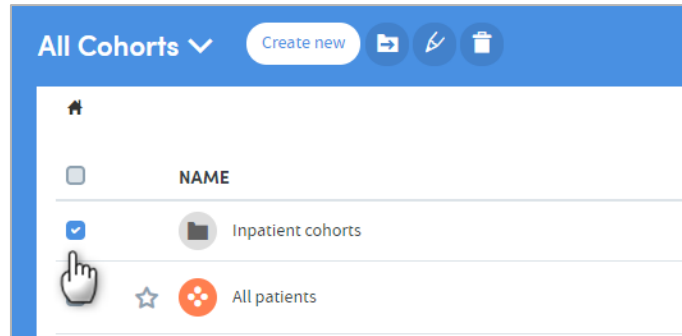 All Cohorts
Create new
NAME
Inpatient cohorts
All patients